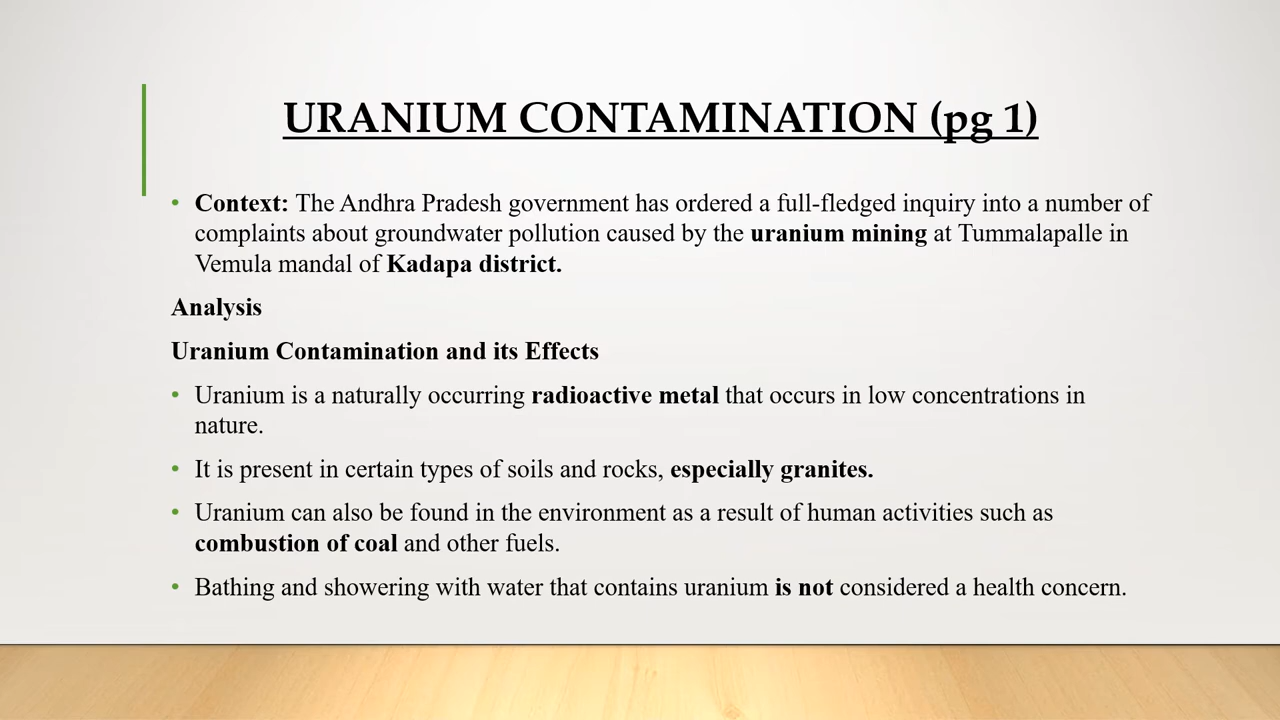 URANIUM CONTAMINATION (pg 1)
• Context: The Andhra Pradesh government has ordered a full-fledged inquiry into a number of
complaints about groundwater pollution caused by the uranium mining at Tummalapalle in
Vemula mandal of Kadapa district.
Analysis
Uranium Contamination and its Effects
• Uranium is a naturally occurring radioactive metal that occurs in low concentrations in
nature.
• It is present in certain types of soils and rocks, especially granites.
• Uranium can also be found in the environment as a result of human activities such as
combustion of coal and other fuels.
• Bathing and showering with water that contains uranium is not considered a health concern.